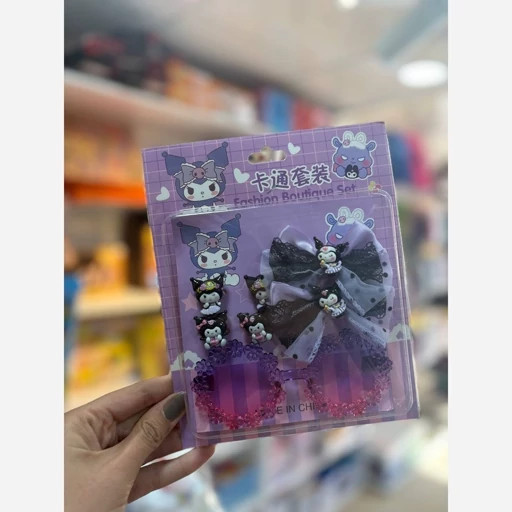 卡通套装
Fashion Boutique Set
E IN CHI